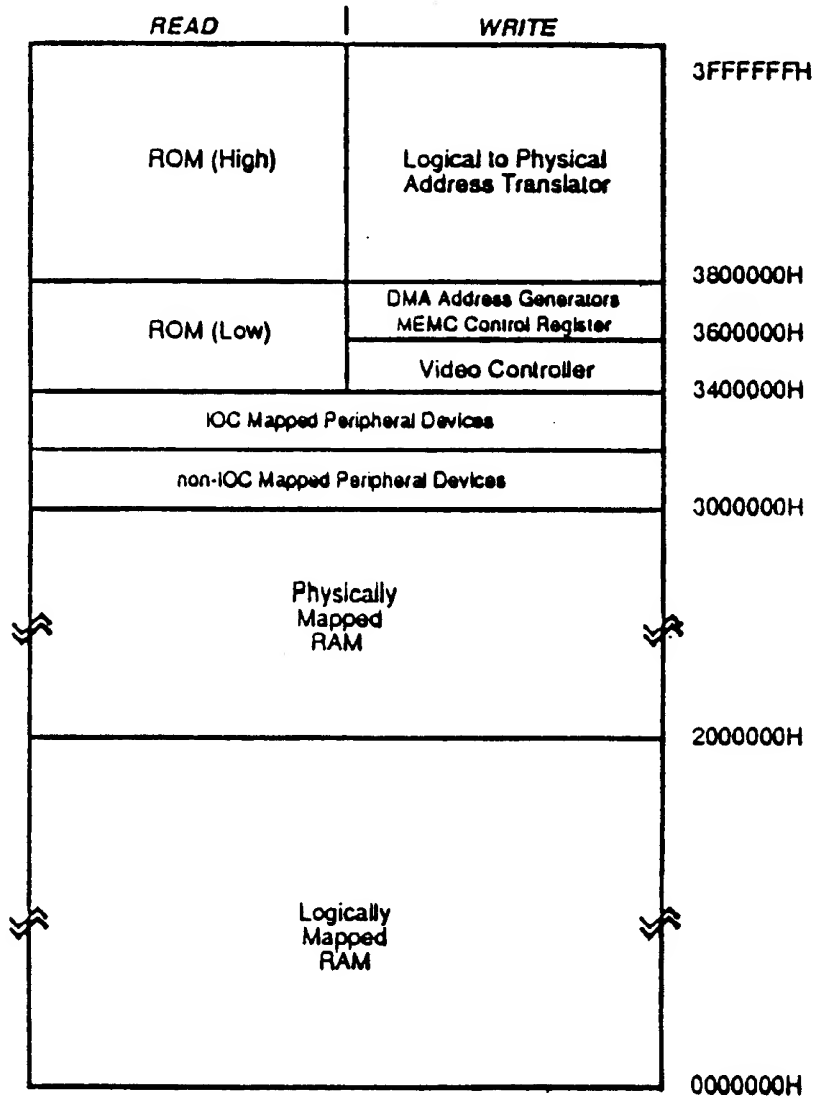 READ
WRITE
3FFFFFFH
ROM (High)
Logical to Physical
Address Translator
3800000H
DMA Address Generators
MEMC Control Register
3600000H
ROM (Low)
Video Controller
3400000H
IOC Mapped Peripheral Devices
non-IOC Mapped Peripheral Devices
3000000H
Physically
Mapped
RAM
2000000H
Logically
Mapped
RAM
0000000H